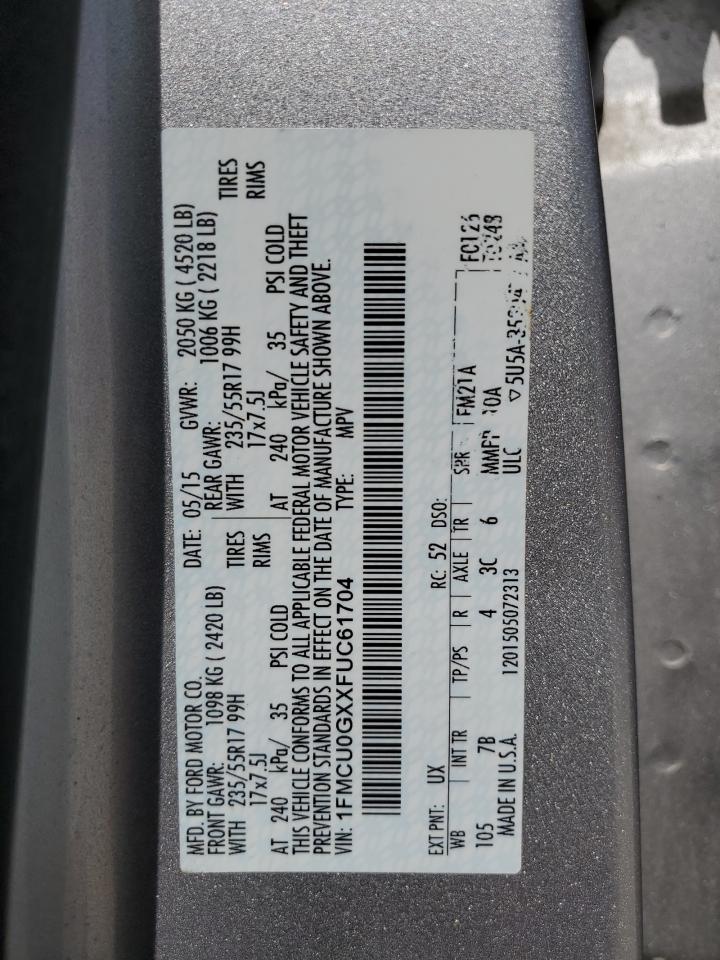 MFD. BY FORD MOTOR CO. DATE: 05/15 GVWR: 2050 KG ( 4520 LB)
FRONT GAWR: 1098 KG ( 2420 LB) REAR GAWR: 1006 KG ( 2218 LB)
WITH 235/55R17 99H TIRES WITH 235/55R17 99H TIRES
17x7.5J RIMS 17x7.5J RIMS
AT 240 kPa/ 35 PSI COLD AT 240 kPa/ 35 PSI COLD
THIS VEHICLE CONFORMS TO ALL APPLICABLE FEDERAL MOTOR VEHICLE SAFETY AND THEFT
PREVENTION STANDARDS IN EFFECT ON THE DATE OF MANUFACTURE SHOWN ABOVE.
VIN: 1FMCU0GXXFUC61704 TYPE: MPV
EXT PNT: UX RC: 52 DSO:
WB INT TR TP/PS R AXLE TR SPR FM21A FC126
105 7B 4 3C 6
MADE IN U.S.A. 1201505072313 ULC